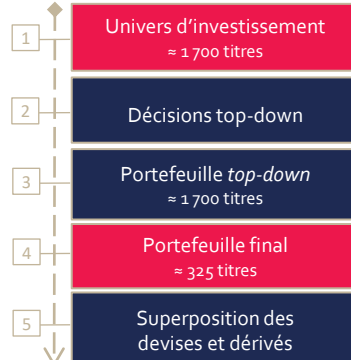 1
Univers d'investissement
≈ 1 700 titres
2
Décisions top-down
3
Portefeuille top-down
≈ 1 700 titres
4
Portefeuille final
≈ 325 titres
5
Superposition des
devises et dérivés